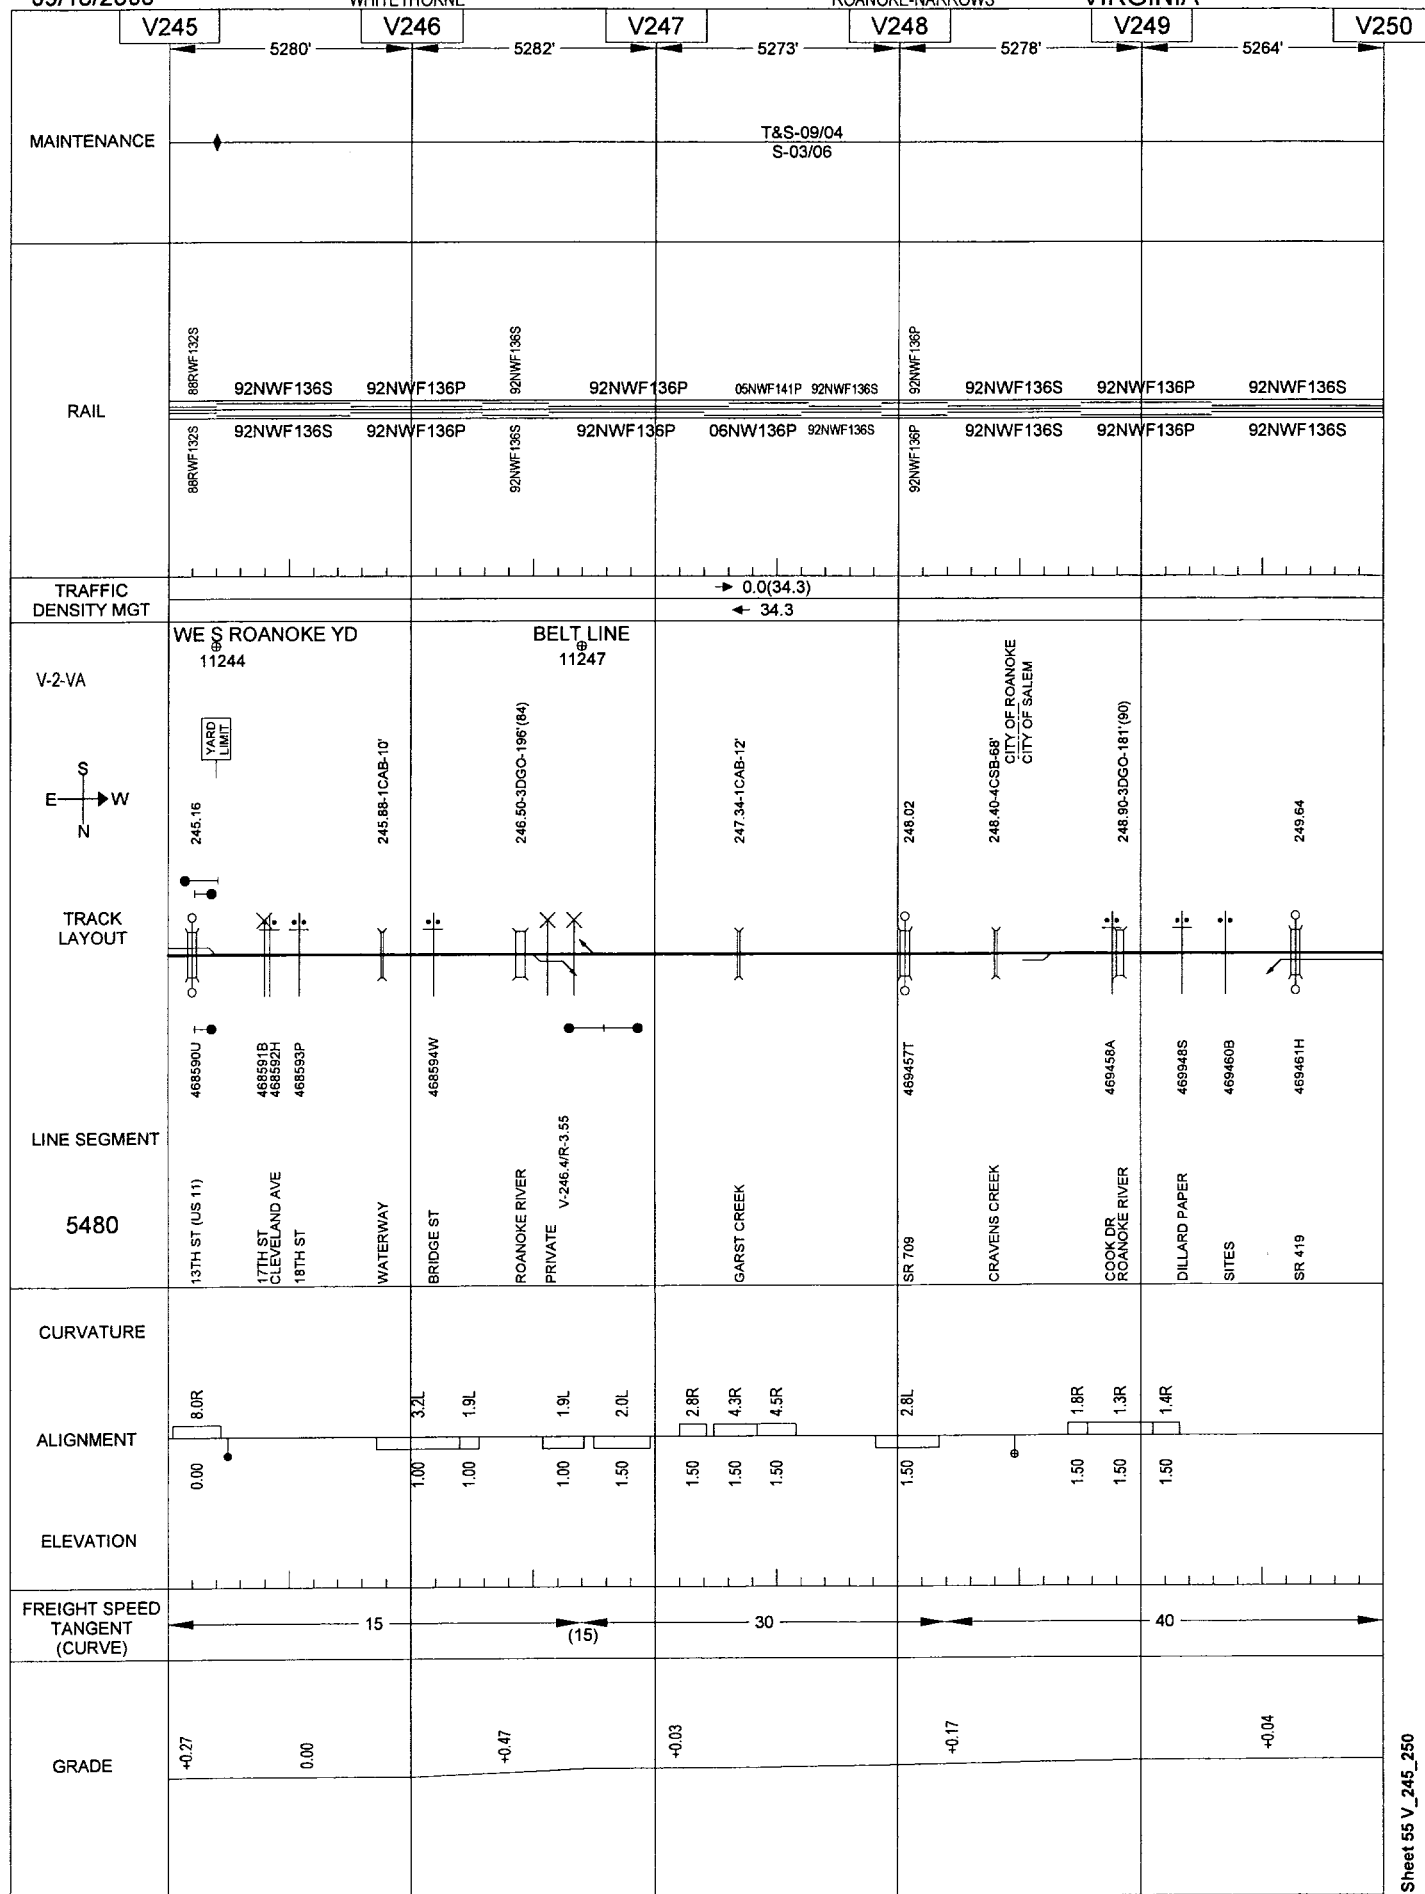 WHITETHORNE ROANOKE-NARROWS VIRGINIA
V245 V246 V247 V248 V249 V250
5280' 5282' 5273' 5278' 5264'
MAINTENANCE
T&S-09/04
S-03/06
RAIL
88RWF132S 92NWF136S 92NWF136P 92NWF136S 92NWF136P 05NWF141P 92NWF136S 92NWF136P 92NWF136S 92NWF136P 92NWF136S
88RWF132S 92NWF136S 92NWF136P 92NWF136S 92NWF136P 06NW136P 92NWF136S 92NWF136P 92NWF136S 92NWF136P 92NWF136S
TRAFFIC
DENSITY MGT
→ 0.0(34.3)
← 34.3
WE S ROANOKE YD
11244
BELT LINE
11247
V-2-VA
S
E W
N
YARD
LIMIT
CITY OF ROANOKE
CITY OF SALEM
245.16
245.88-1CAB-10'
246.50-3DGO-196'(84)
247.34-1CAB-12'
248.02
248.40-4CSB-68'
248.90-3DGO-181'(90)
249.64
TRACK
LAYOUT
468590U
468591B
468592H
468593P
468594W
469457T
469458A
469948S
469460B
469461H
LINE SEGMENT
5480
13TH ST (US 11)
17TH ST
CLEVELAND AVE
18TH ST
WATERWAY
BRIDGE ST
ROANOKE RIVER
PRIVATE
V-246.4/R-3.55
GARST CREEK
SR 709
CRAVENS CREEK
COOK DR
ROANOKE RIVER
DILLARD PAPER
SITES
SR 419
CURVATURE
8.0R 3.2L 1.9L 1.9L 2.0L 2.8R 4.3R 4.5R 2.8L 1.8R 1.3R 1.4R
ALIGNMENT
0.00 1.00 1.00 1.00 1.50 1.50 1.50 1.50 1.50 1.50 1.50 1.50
ELEVATION
FREIGHT SPEED
TANGENT
(CURVE)
15 (15) 30 40
GRADE
+0.27 0.00 +0.47 +0.03 +0.17 +0.04
Sheet 55 V_245_250